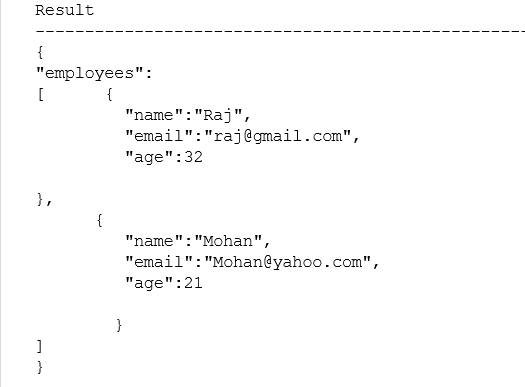 Result
--------------------------------------------------
{
"employees":
[      {
         "name":"Raj",
         "email":"raj@gmail.com",
         "age":32
},
      {
         "name":"Mohan",
         "email":"Mohan@yahoo.com",
         "age":21
        }
]
}